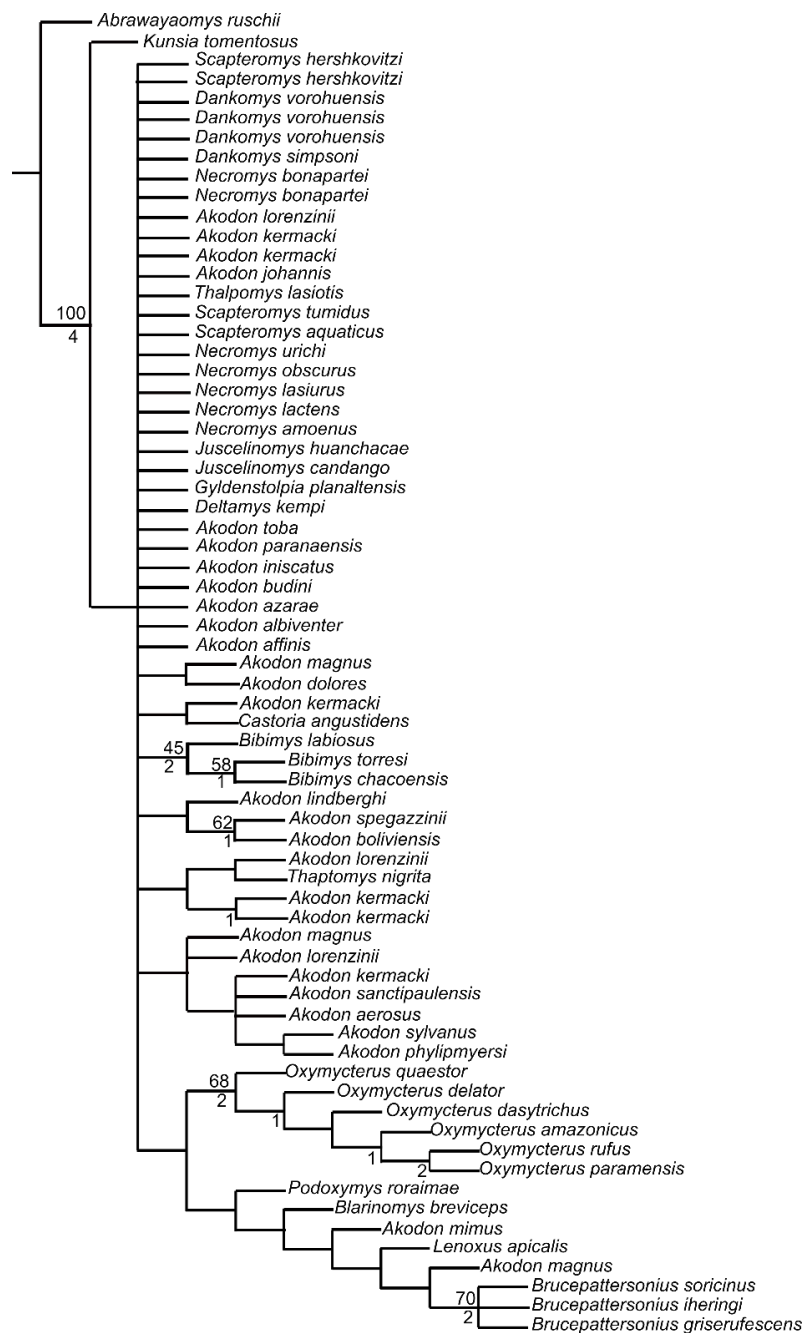 Abrawayaomys ruschii
Kunsia tomentosus
Scapteromys hershkovitzi
Scapteromys hershkovitzi
Dankomys vorohuensis
Dankomys vorohuensis
Dankomys vorohuensis
Dankomys simpsoni
Necromys bonapartei
Necromys bonapartei
Akodon lorenzinii
Akodon kermacki
Akodon kermacki
Akodon johannis
Thalpomys lasiotis
100
Scapteromys tumidus
4
Scapteromys aquaticus
Necromys urichi
Necromys obscurus
Necromys lasiurus
Necromys lactens
Necromys amoenus
Juscelinomys huanchacae
Juscelinomys candango
Gyldenstolpia planaltensis
Deltamys kempi
Akodon toba
Akodon paranaensis
Akodon iniscatus
Akodon budini
Akodon azarae
Akodon albiventer
Akodon affinis
Akodon magnus
Akodon dolores
Akodon kermacki
Castoria angustidens
Bibimys labiosus
45
2
58
1
Bibimys torresi
Bibimys chacoensis
Akodon lindberghi
62
1
Akodon spegazzinii
Akodon boliviensis
Akodon lorenzinii
Thaptomys nigrita
Akodon kermacki
1
Akodon kermacki
Akodon magnus
Akodon lorenzinii
Akodon kermacki
Akodon sanctipaulensis
Akodon aerosus
Akodon sylvanus
Akodon phylipmyersi
68
2
Oxymycterus quaestor
Oxymycterus delator
1
Oxymycterus dasytrichus
Oxymycterus amazonicus
1
Oxymycterus rufus
2
Oxymycterus paramensis
Podoxymys roraimae
Blarinomys breviceps
Akodon mimus
Lenoxus apicalis
Akodon magnus
Brucepattersonius soricinus
70
2
Brucepattersonius iheringi
Brucepattersonius griserufescens